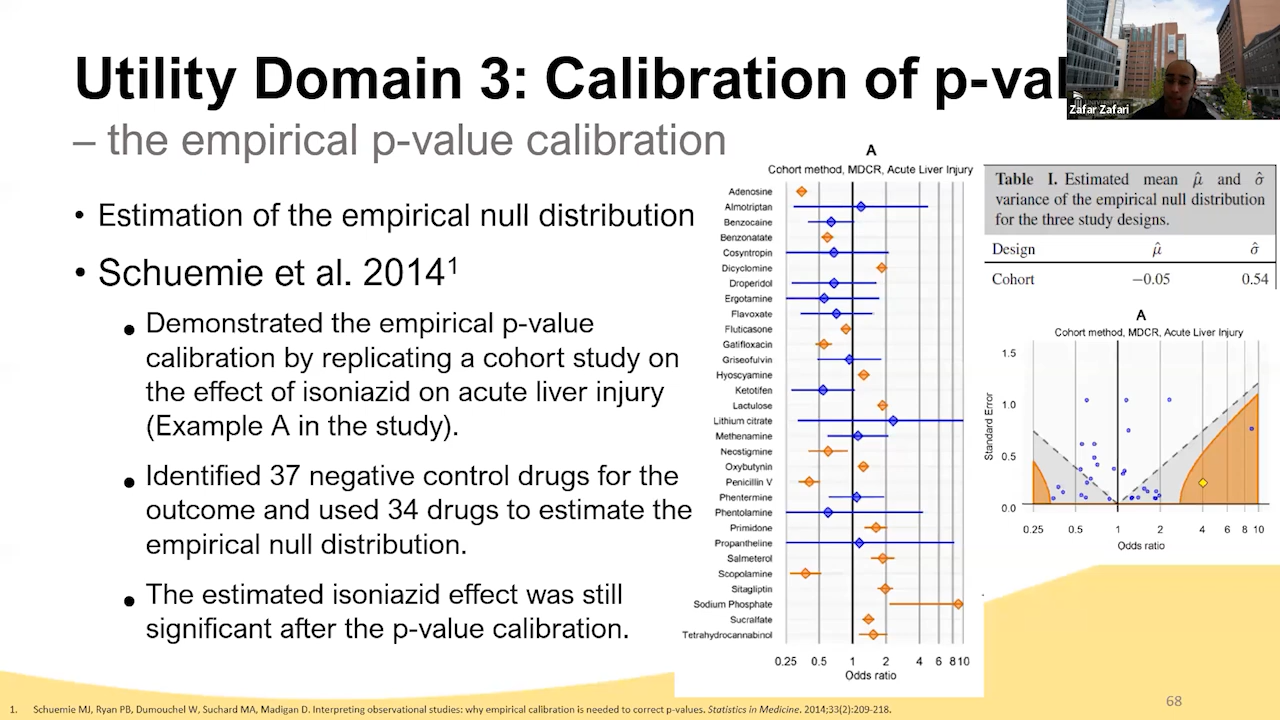 Utility Domain 3: Calibration of p-val
– the empirical p-value calibration
• Estimation of the empirical null distribution
• Schuemie et al. 2014¹
• Demonstrated the empirical p-value
calibration by replicating a cohort study on
the effect of isoniazid on acute liver injury
(Example A in the study).
• Identified 37 negative control drugs for the
outcome and used 34 drugs to estimate the
empirical null distribution.
• The estimated isoniazid effect was still
significant after the p-value calibration.
A
Cohort method, MDCR, Acute Liver Injury
Adenosine
Almotriptan
Benzocaine
Benzonatate
Cosyntropin
Dicyclomine
Droperidol
Ergotamine
Flavoxate
Fluticasone
Gatifloxacin
Griseofulvin
Hyoscyamine
Ketotifen
Lactulose
Lithium citrate
Methenamine
Neostigmine
Oxybutynin
Penicillin V
Phentermine
Phentolamine
Primidone
Propantheline
Salmeterol
Scopolamine
Sitagliptin
Sodium Phosphate
Sucralfate
Tetrahydrocannabinol
0.25 0.5 1 2 4 6 8 10
Odds ratio
Zafar Zafari
Table I. Estimated mean μ̂ and σ̂
variance of the empirical null distribution
for the three study designs.
Design μ̂ σ̂
Cohort −0.05 0.54
A
Cohort method, MDCR, Acute Liver Injury
Standard Error
1.5
1.0
0.5
0.0
0.25 0.5 1 2 4 6 8 10
Odds ratio
68
1. Schuemie MJ, Ryan PB, Dumouchel W, Suchard MA, Madigan D. Interpreting observational studies: why empirical calibration is needed to correct p-values. Statistics in Medicine. 2014;33(2):209-218.